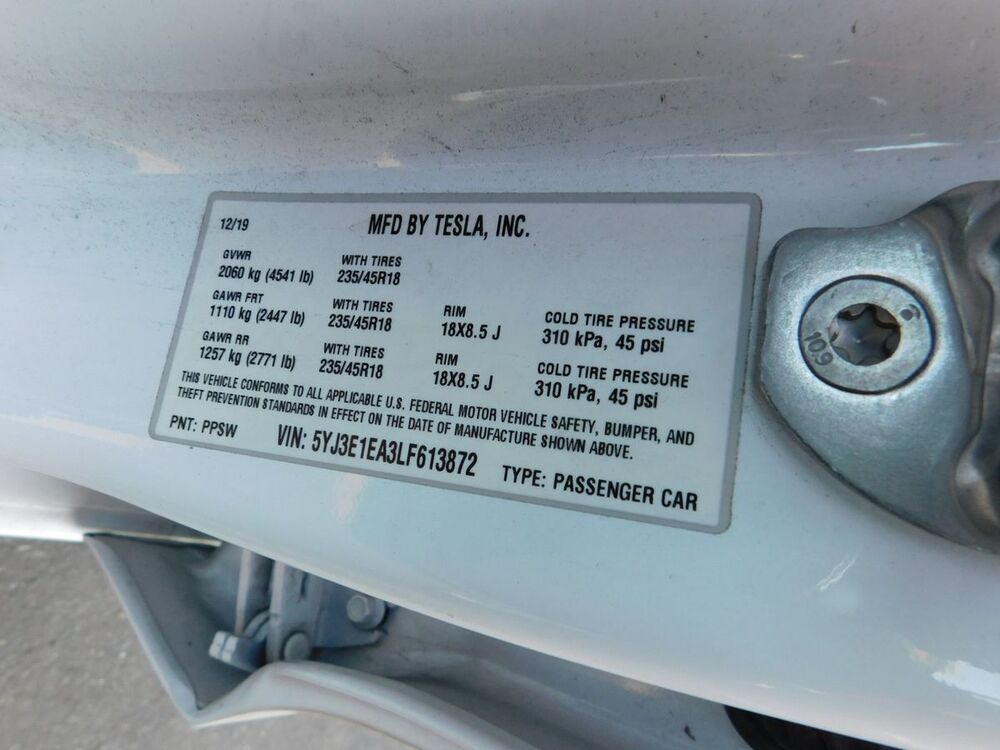 12/19 MFD BY TESLA, INC.
GVWR WITH TIRES
2060 kg (4541 lb) 235/45R18
GAWR FRT WITH TIRES RIM COLD TIRE PRESSURE
1110 kg (2447 lb) 235/45R18 18X8.5 J 310 kPa, 45 psi
GAWR RR WITH TIRES RIM COLD TIRE PRESSURE
1257 kg (2771 lb) 235/45R18 18X8.5 J 310 kPa, 45 psi
THIS VEHICLE CONFORMS TO ALL APPLICABLE U.S. FEDERAL MOTOR VEHICLE SAFETY, BUMPER, AND
THEFT PREVENTION STANDARDS IN EFFECT ON THE DATE OF MANUFACTURE SHOWN ABOVE.
PNT: PPSW VIN: 5YJ3E1EA3LF613872 TYPE: PASSENGER CAR
10.9